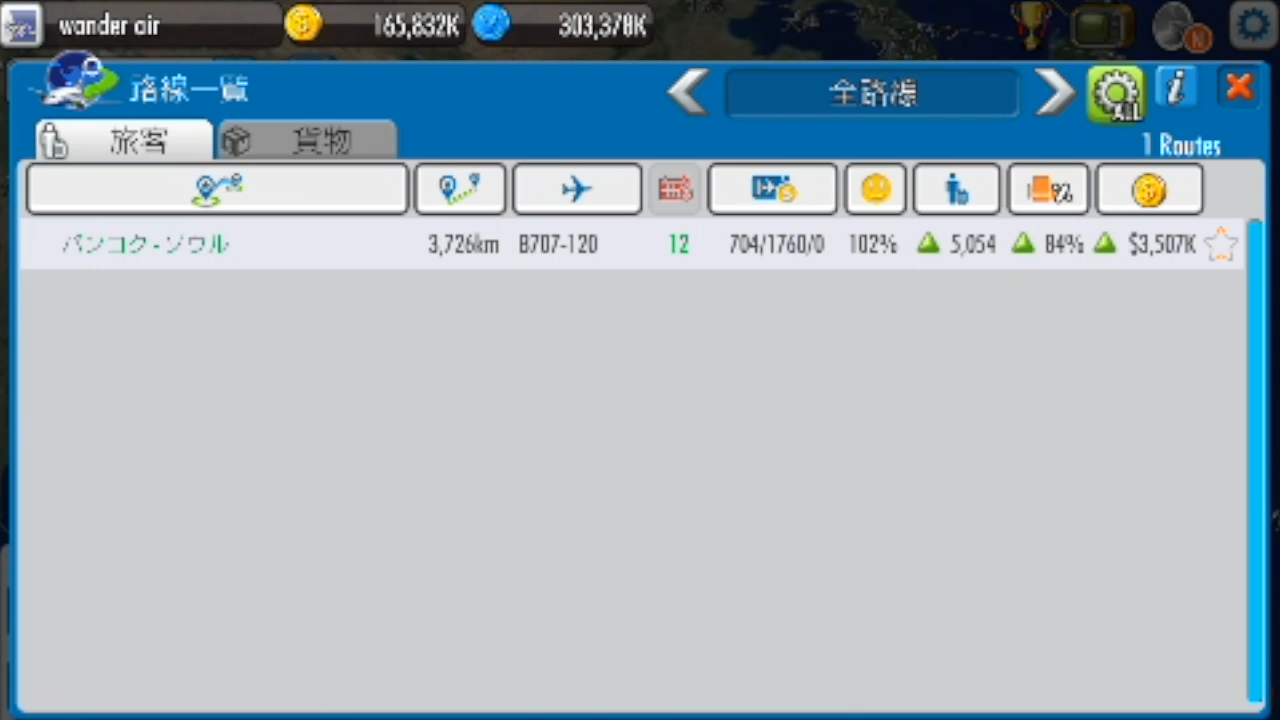 wander air 165,832K 303,378K
路線一覧 全路線 ALL i
旅客 貨物 1 Routes
%
バンコク - ソウル 3,726km B707-120 12 704/1760/0 102% 5,054 84% $3,507K